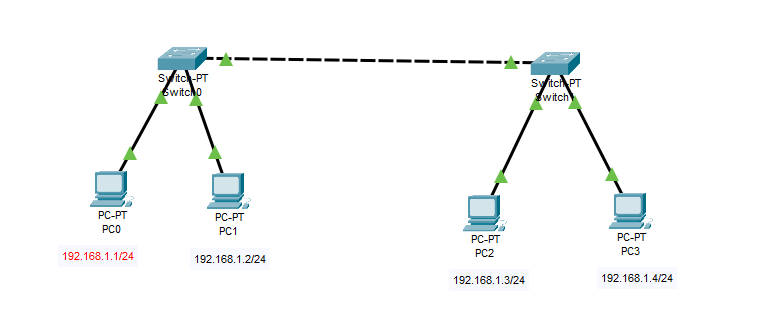 Switch-PT
Switch0
Switch-PT
Switch1
PC-PT
PC0
PC-PT
PC1
PC-PT
PC2
PC-PT
PC3
192.168.1.1/24
192.168.1.2/24
192.168.1.3/24
192.168.1.4/24